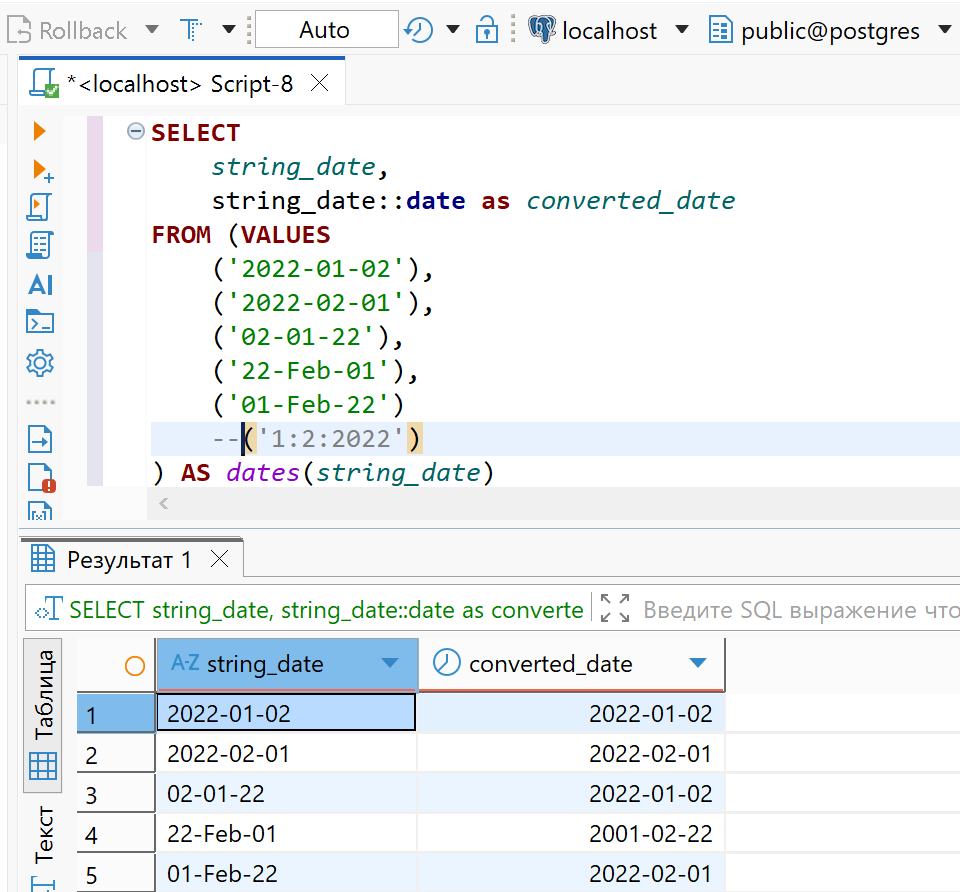 Rollback T Auto localhost public@postgres
*<localhost> Script-8
SELECT
string_date,
string_date::date as converted_date
FROM (VALUES
('2022-01-02'),
('2022-02-01'),
('02-01-22'),
('22-Feb-01'),
('01-Feb-22')
--('1:2:2022')
) AS dates(string_date)
AI
Результат 1
SELECT string_date, string_date::date as converte Введите SQL выражение что
Таблица
Текст
A-Z string_date converted_date
1 2022-01-02 2022-01-02
2 2022-02-01 2022-02-01
3 02-01-22 2022-01-02
4 22-Feb-01 2001-02-22
5 01-Feb-22 2022-02-01